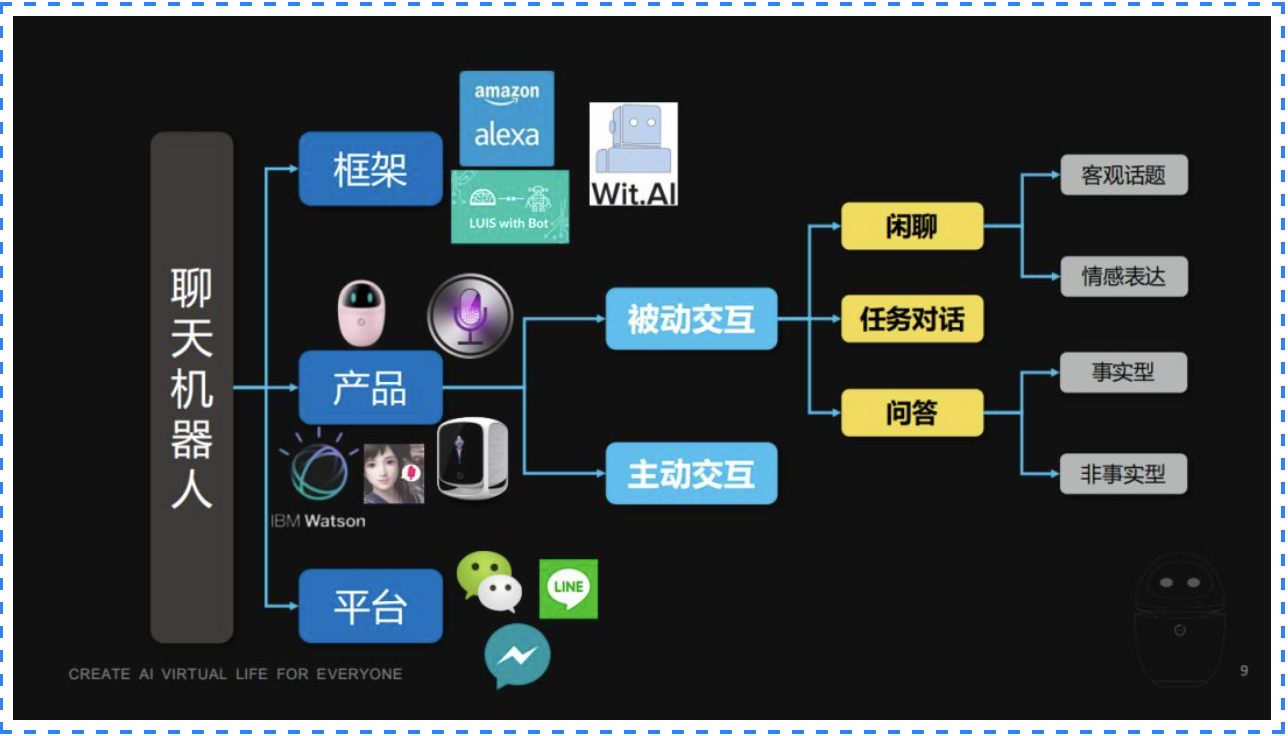 聊天机器人
框架
amazon
alexa
LUIS with Bot
Wit.AI
产品
IBM Watson
平台
LINE
被动交互
主动交互
闲聊
任务对话
问答
客观话题
情感表达
事实型
非事实型
CREATE AI VIRTUAL LIFE FOR EVERYONE
9